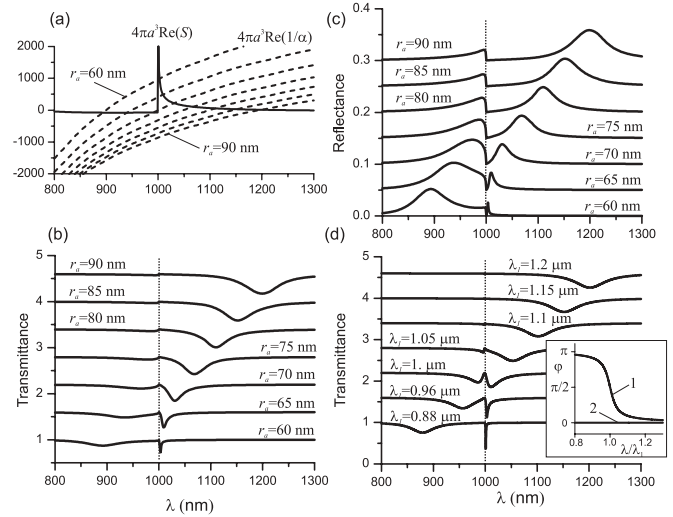 (a)
4πa³Re(S)
4πa³Re(1/α)
2000
1000
0
-1000
-2000
r_a=60 nm
r_a=90 nm
800 900 1000 1100 1200 1300
(b)
Transmittance
5
4
3
2
1
r_a=90 nm
r_a=85 nm
r_a=80 nm
r_a=75 nm
r_a=70 nm
r_a=65 nm
r_a=60 nm
800 900 1000 1100 1200 1300
λ (nm)
(c)
Reflectance
0.4
0.3
0.2
0.1
0.0
r_a=90 nm
r_a=85 nm
r_a=80 nm
r_a=75 nm
r_a=70 nm
r_a=65 nm
r_a=60 nm
800 900 1000 1100 1200 1300
(d)
Transmittance
5
4
3
2
1
0
λ_l=1.2 μm
λ_l=1.15 μm
λ_l=1.1 μm
λ_l=1.05 μm
λ_l=1. μm
λ_l=0.96 μm
λ_l=0.88 μm
π
φ
π/2
0
1
2
0.8 1.0 1.2
λ/λ_l
800 900 1000 1100 1200 1300
λ (nm)